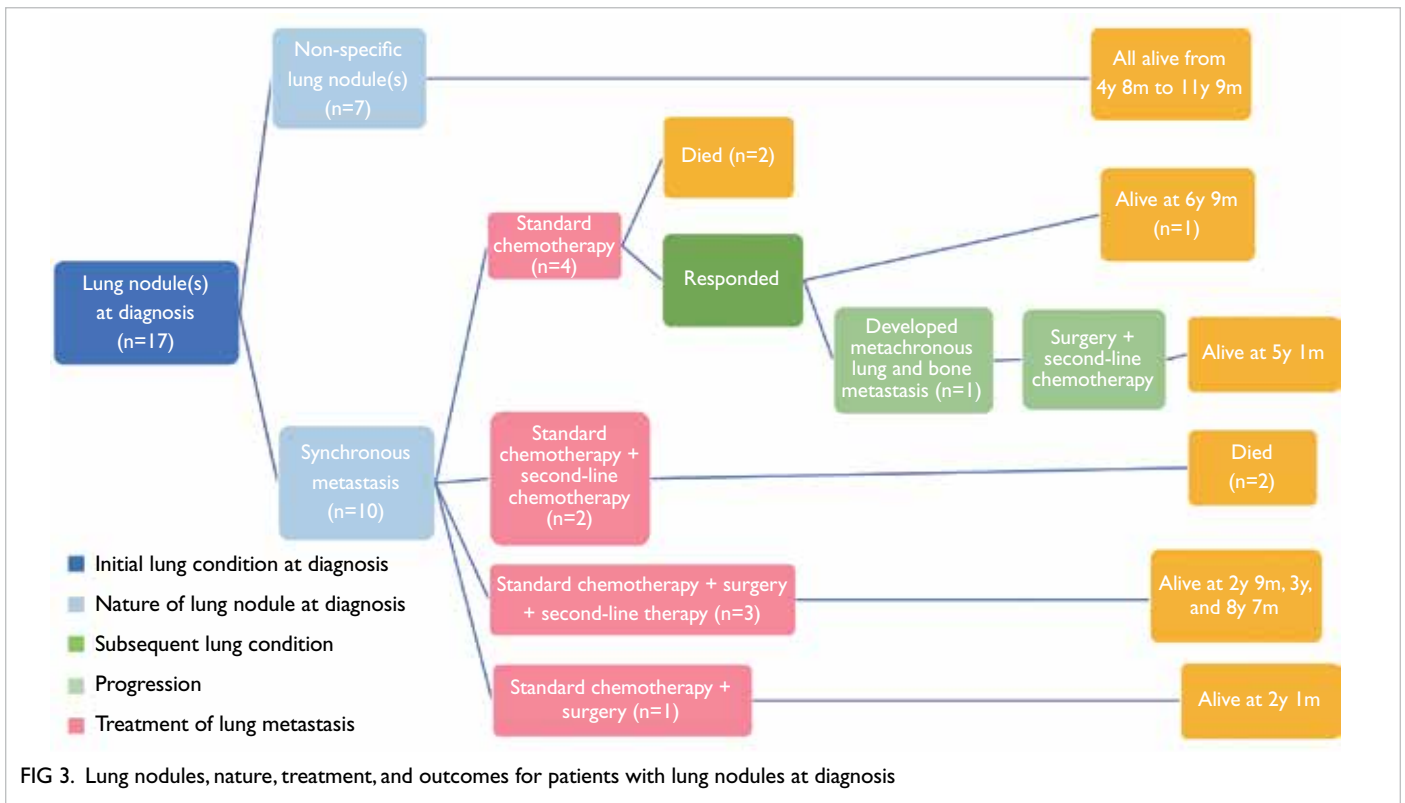 Non-specific
lung nodule(s)
(n=7)
All alive from
4y 8m to 11y 9m
Died (n=2)
Standard
chemotherapy
(n=4)
Responded
Alive at 6y 9m
(n=1)
Lung nodule(s)
at diagnosis
(n=17)
Developed
metachronous
lung and bone
metastasis (n=1)
Surgery +
second-line
chemotherapy
Alive at 5y 1m
Synchronous
metastasis
(n=10)
Standard
chemotherapy +
second-line
chemotherapy
(n=2)
Died
(n=2)
Standard chemotherapy + surgery
+ second-line therapy (n=3)
Alive at 2y 9m, 3y,
and 8y 7m
Standard chemotherapy +
surgery (n=1)
Alive at 2y 1m
Initial lung condition at diagnosis
Nature of lung nodule at diagnosis
Subsequent lung condition
Progression
Treatment of lung metastasis
FIG 3. Lung nodules, nature, treatment, and outcomes for patients with lung nodules at diagnosis